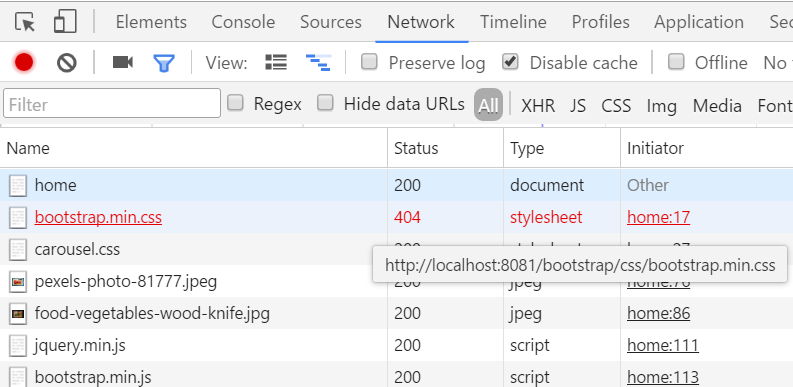 Elements Console Sources Network Timeline Profiles Application Sec
View: Preserve log Disable cache Offline No
Filter Regex Hide data URLs All XHR JS CSS Img Media Font
Name Status Type Initiator
home 200 document Other
bootstrap.min.css 404 stylesheet home:17
carousel.css
http://localhost:8081/bootstrap/css/bootstrap.min.css
pexels-photo-81777.jpeg 200 jpeg home:76
food-vegetables-wood-knife.jpg 200 jpeg home:86
jquery.min.js 200 script home:111
bootstrap.min.js 200 script home:113